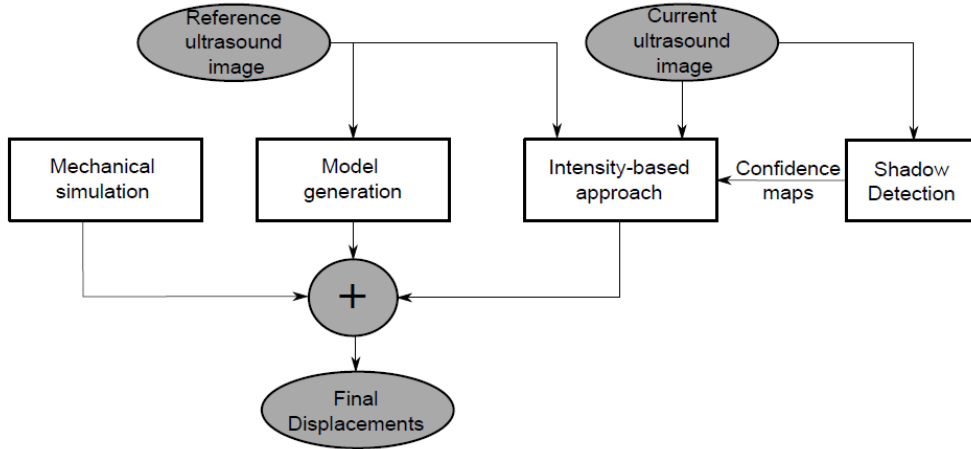 Reference
ultrasound
image
Current
ultrasound
image
Mechanical
simulation
Model
generation
Intensity-based
approach
Confidence
maps
Shadow
Detection
+
Final
Displacements